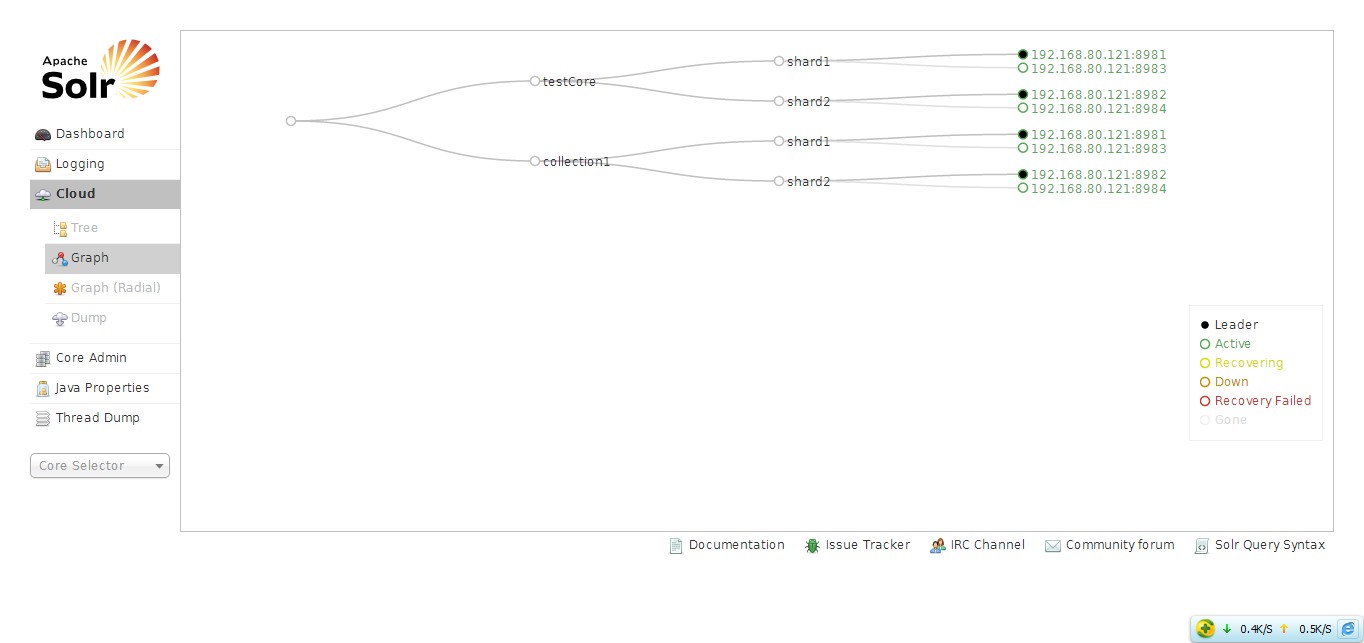 Apache
Solr
Dashboard
Logging
Cloud
Tree
Graph
Graph (Radial)
Dump
Core Admin
Java Properties
Thread Dump
Core Selector
testCore
collection1
shard1
shard2
shard1
shard2
192.168.80.121:8981
192.168.80.121:8983
192.168.80.121:8982
192.168.80.121:8984
192.168.80.121:8981
192.168.80.121:8983
192.168.80.121:8982
192.168.80.121:8984
Leader
Active
Recovering
Down
Recovery Failed
Gone
Documentation Issue Tracker IRC Channel Community forum Solr Query Syntax
0.4K/S 0.5K/S